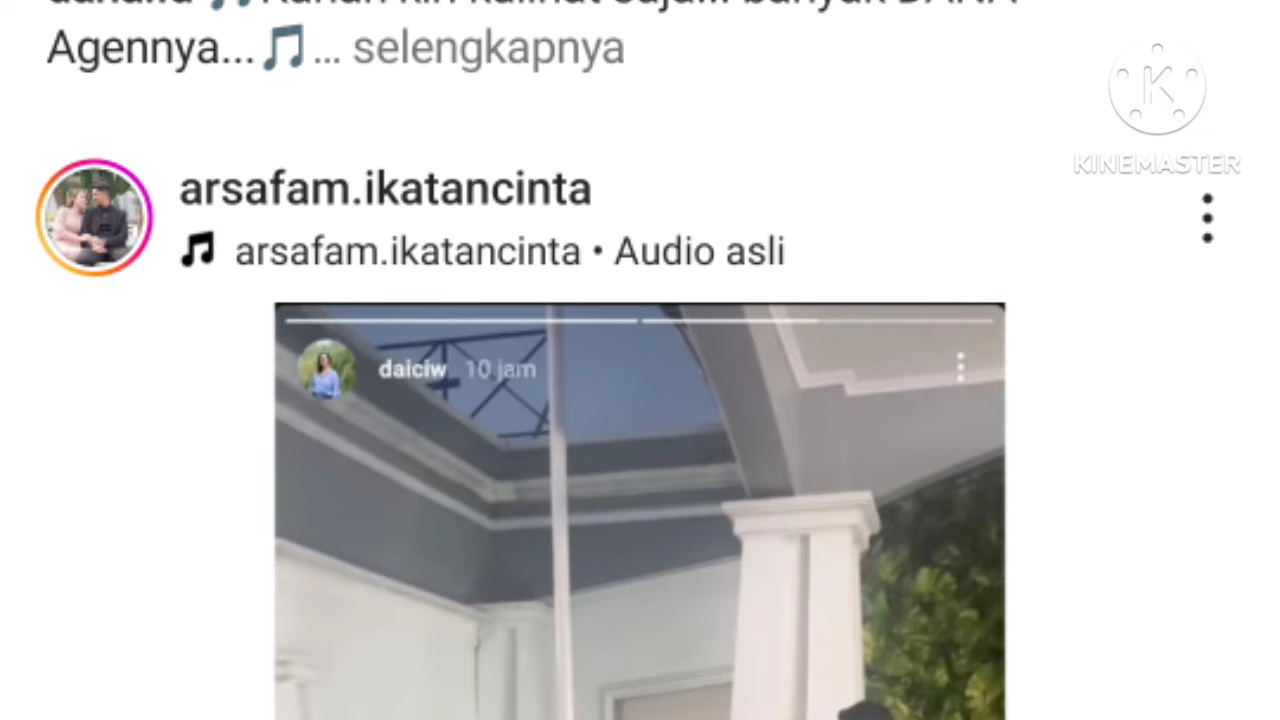 Agennya...🎵... selengkapnya
KINEMASTER
arsafam.ikatancinta
arsafam.ikatancinta • Audio asli
daiciw 10 jam